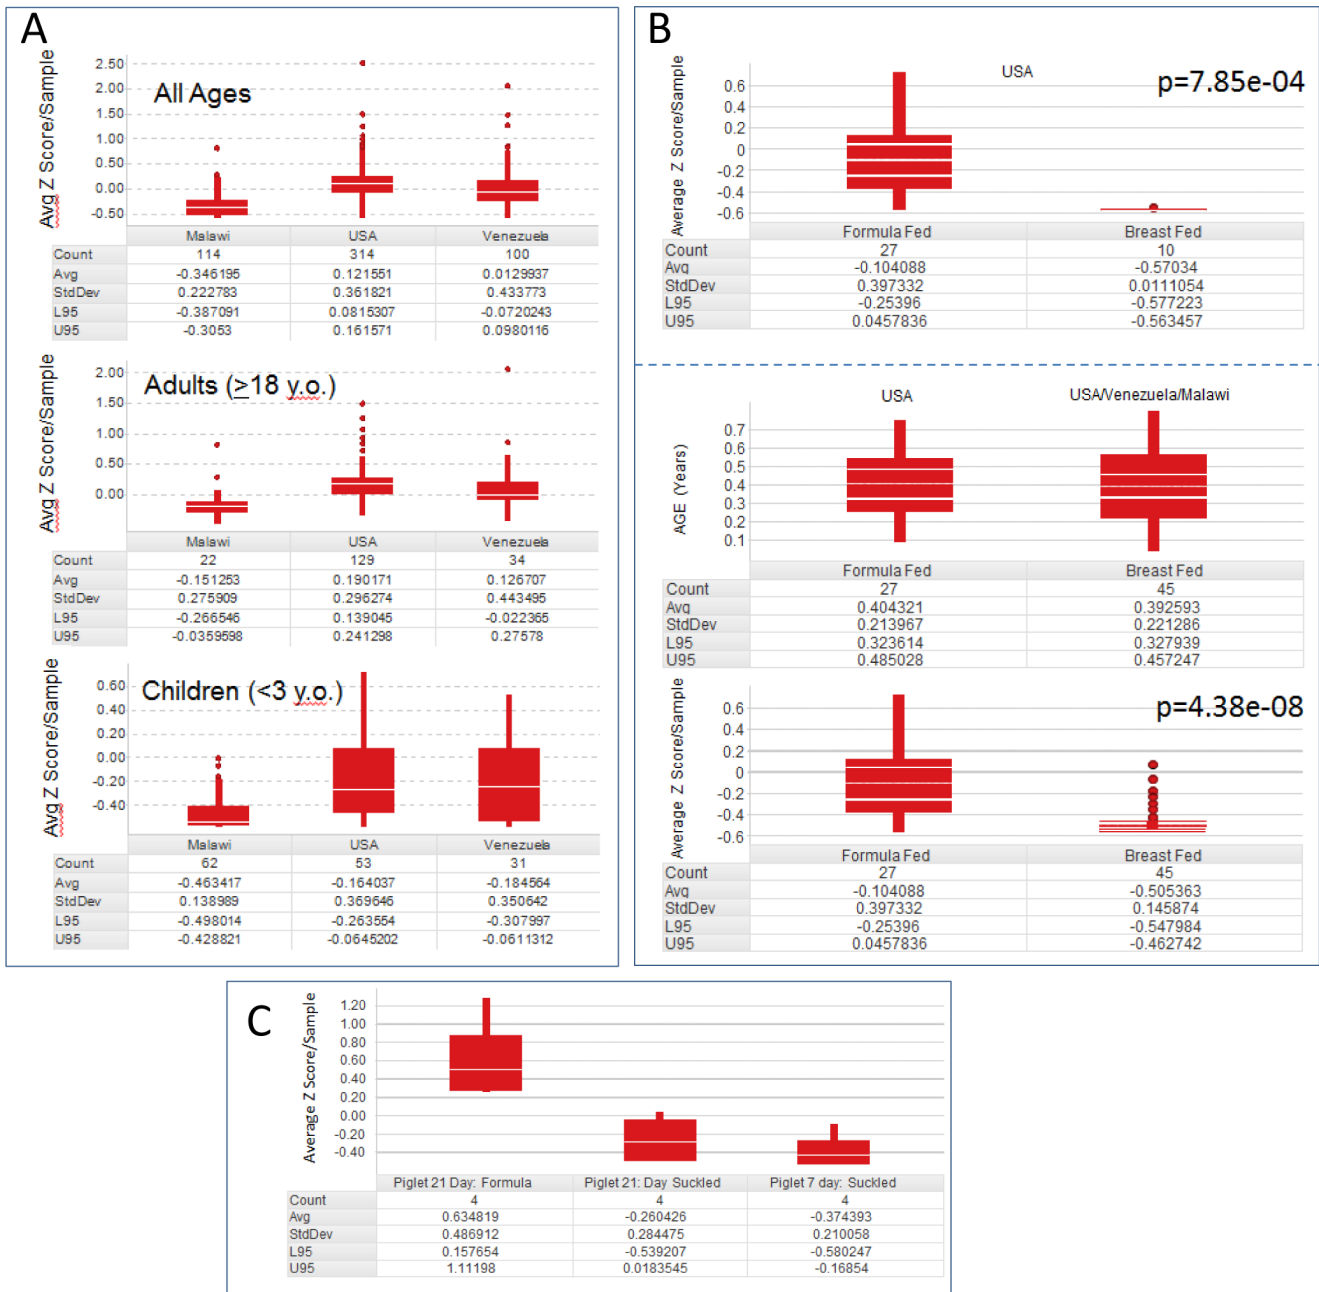 A
Avg Z Score/Sample
All Ages
2.50
2.00
1.50
1.00
0.50
0.00
-0.50
Malawi USA Venezuela
Count 114 314 100
Avg -0.346195 0.121551 0.0129937
StdDev 0.222783 0.361821 0.433773
L95 -0.387091 0.0815307 -0.0720243
U95 -0.3053 0.161571 0.0980116
Avg Z Score/Sample
Adults (≥18 y.o.)
2.00
1.50
1.00
0.50
0.00
Malawi USA Venezuela
Count 22 129 34
Avg -0.151253 0.190171 0.126707
StdDev 0.275909 0.296274 0.443495
L95 -0.266546 0.139045 -0.022365
U95 -0.0359598 0.241298 0.27578
Avg Z Score/Sample
Children (<3 y.o.)
0.60
0.40
0.20
0.00
-0.20
-0.40
Malawi USA Venezuela
Count 62 53 31
Avg -0.463417 -0.164037 -0.184564
StdDev 0.138989 0.369646 0.350642
L95 -0.498014 -0.263554 -0.307997
U95 -0.428821 -0.0645202 -0.0611312
B
Average Z Score/Sample
USA
p=7.85e-04
0.6
0.4
0.2
0
-0.2
-0.4
-0.6
Formula Fed Breast Fed
Count 27 10
Avg -0.104088 -0.57034
StdDev 0.397332 0.0111054
L95 -0.25396 -0.577223
U95 0.0457836 -0.563457
USA USA/Venezuela/Malawi
AGE (Years)
0.7
0.6
0.5
0.4
0.3
0.2
0.1
Formula Fed Breast Fed
Count 27 45
Avg 0.404321 0.392593
StdDev 0.213967 0.221286
L95 0.323614 0.327939
U95 0.485028 0.457247
Average Z Score/Sample
p=4.38e-08
0.6
0.4
0.2
0
-0.2
-0.4
-0.6
Formula Fed Breast Fed
Count 27 45
Avg -0.104088 -0.505363
StdDev 0.397332 0.145874
L95 -0.25396 -0.547984
U95 0.0457836 -0.462742
C
Average Z Score/Sample
1.20
1.00
0.80
0.60
0.40
0.20
0.00
-0.20
-0.40
Piglet 21 Day: Formula Piglet 21: Day Suckled Piglet 7 day: Suckled
Count 4 4 4
Avg 0.634819 -0.260426 -0.374393
StdDev 0.486912 0.284475 0.210058
L95 0.157654 -0.539207 -0.580247
U95 1.11198 0.0183545 -0.16854